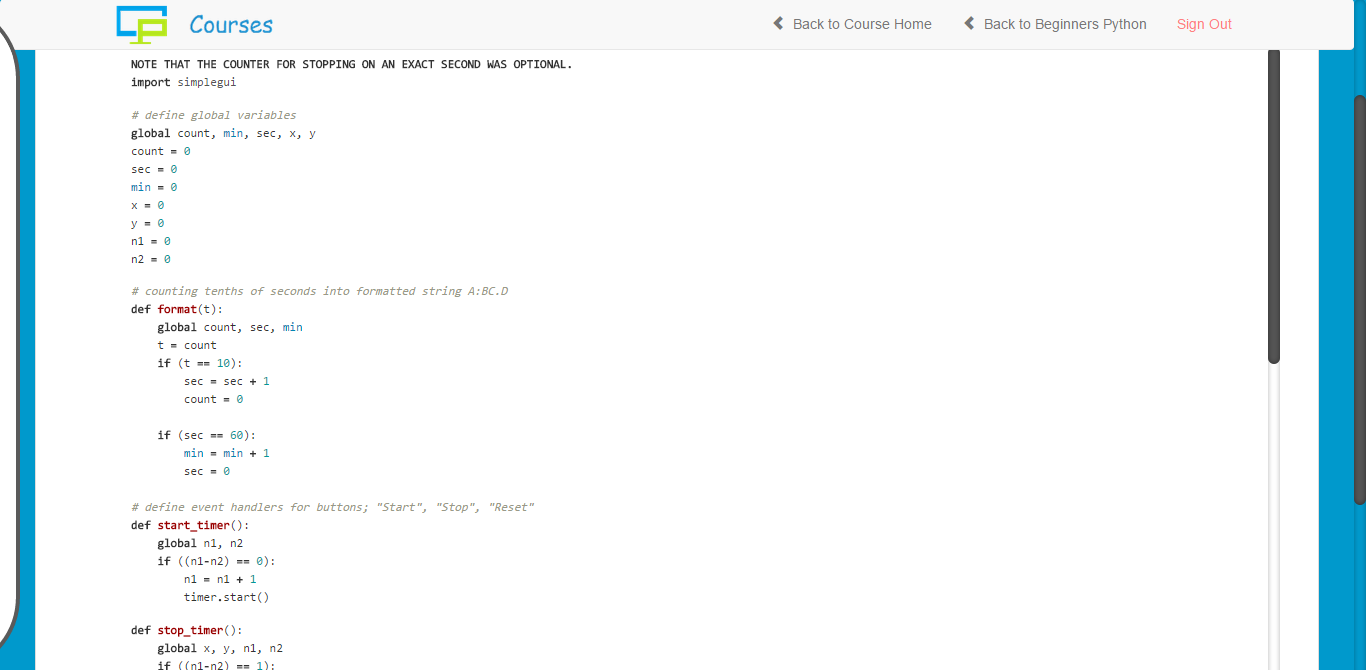 Courses
Back to Course Home
Back to Beginners Python
Sign Out
NOTE THAT THE COUNTER FOR STOPPING ON AN EXACT SECOND WAS OPTIONAL.
import simplegui
# define global variables
global count, min, sec, x, y
count = 0
sec = 0
min = 0
x = 0
y = 0
n1 = 0
n2 = 0
# counting tenths of seconds into formatted string A:BC.D
def format(t):
    global count, sec, min
    t = count
    if (t == 10):
        sec = sec + 1
        count = 0
    if (sec == 60):
        min = min + 1
        sec = 0
# define event handlers for buttons; "Start", "Stop", "Reset"
def start_timer():
    global n1, n2
    if ((n1-n2) == 0):
        n1 = n1 + 1
        timer.start()
def stop_timer():
    global x, y, n1, n2
    if ((n1-n2) == 1):